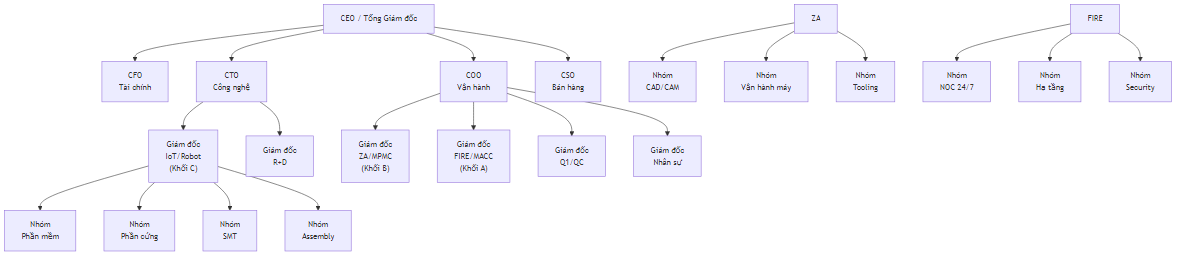 CEO / Tổng Giám đốc
ZA
FIRE
CFO
Tài chính
CTO
Công nghệ
COO
Vận hành
CSO
Bán hàng
Nhóm
CAD/CAM
Nhóm
Vận hành máy
Nhóm
Tooling
Nhóm
NOC 24/7
Nhóm
Hạ tầng
Nhóm
Security
Giám đốc
IoT/Robot
(Khối C)
Giám đốc
R+D
Giám đốc
ZA/MPMC
(Khối B)
Giám đốc
FIRE/MACC
(Khối A)
Giám đốc
Q1/QC
Giám đốc
Nhân sự
Nhóm
Phần mềm
Nhóm
Phần cứng
Nhóm
SMT
Nhóm
Assembly